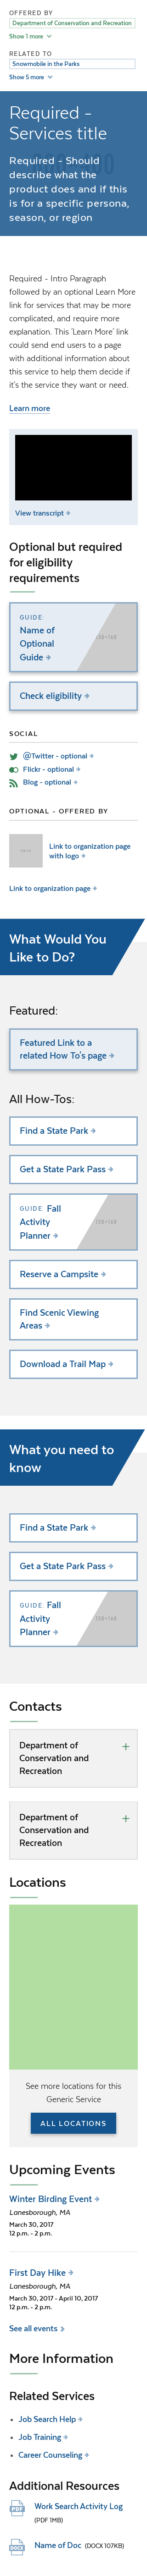 OFFERED BY
Department of Conservation and Recreation
Show 1 more
RELATED TO
Snowmobile in the Parks
Show 5 more
Required -
Services title
Required - Should
describe what the
product does and if this
is for a specific persona,
season, or region
Required - Intro Paragraph
followed by an optional Learn More
link for services that may be more
complicated, and require more
explanation. This 'Learn More' link
could send end users to a page
with additional information about
this service to help them decide if
it's the service they want or need.
Learn more
View transcript
Optional but required
for eligibility
requirements
GUIDE:
Name of
Optional
Guide
Check eligibility
SOCIAL
@Twitter - optional
Flickr - optional
Blog - optional
OPTIONAL - OFFERED BY
Link to organization page
with logo
Link to organization page
What Would You
Like to Do?
Featured:
Featured Link to a
related How To's page
All How-Tos:
Find a State Park
Get a State Park Pass
GUIDE: Fall
Activity
Planner
Reserve a Campsite
Find Scenic Viewing
Areas
Download a Trail Map
What you need to
know
Find a State Park
Get a State Park Pass
GUIDE: Fall
Activity
Planner
Contacts
Department of
Conservation and
Recreation
Department of
Conservation and
Recreation
Locations
See more locations for this
Generic Service
ALL LOCATIONS
Upcoming Events
Winter Birding Event
Lanesborough, MA
March 30, 2017
12 p.m. - 2 p.m.
First Day Hike
Lanesborough, MA
March 30, 2017 - April 10, 2017
12 p.m. - 2 p.m.
See all events
More Information
Related Services
Job Search Help
Job Training
Career Counseling
Additional Resources
PDF Work Search Activity Log
(PDF 1MB)
DOCX Name of Doc (DOCX 107KB)